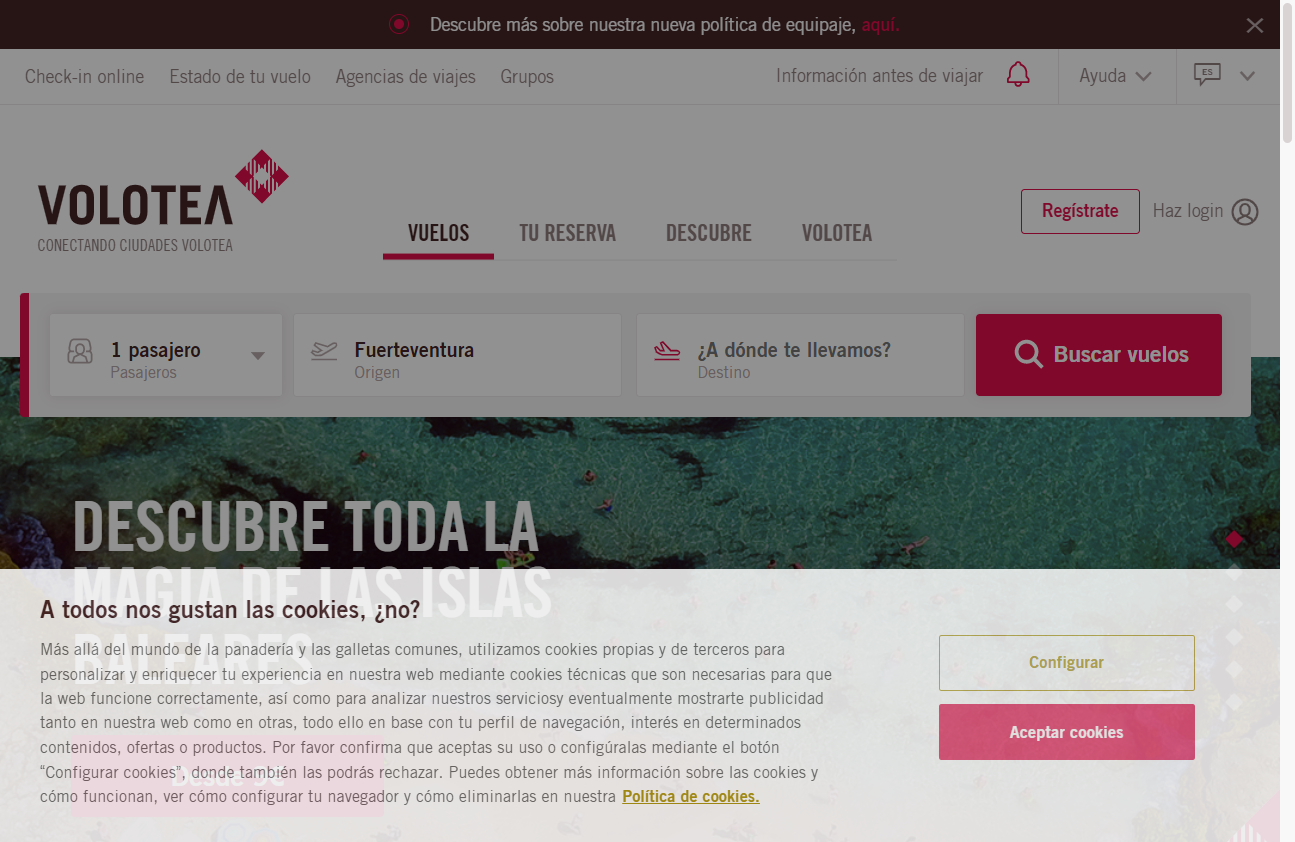 Descubre más sobre nuestra nueva política de equipaje, aquí.
Check-in online Estado de tu vuelo Agencias de viajes Grupos Información antes de viajar Ayuda ES
VOLOTEA
CONECTANDO CIUDADES VOLOTEA
VUELOS TU RESERVA DESCUBRE VOLOTEA
Regístrate Haz login
1 pasajero
Pasajeros
Fuerteventura
Origen
¿A dónde te llevamos?
Destino
Buscar vuelos
DESCUBRE TODA LA
MAGIA DE LAS ISLAS
BALEARES
Desde 9€
A todos nos gustan las cookies, ¿no?
Más allá del mundo de la panadería y las galletas comunes, utilizamos cookies propias y de terceros para
personalizar y enriquecer tu experiencia en nuestra web mediante cookies técnicas que son necesarias para que
la web funcione correctamente, así como para analizar nuestros serviciosy eventualmente mostrarte publicidad
tanto en nuestra web como en otras, todo ello en base con tu perfil de navegación, interés en determinados
contenidos, ofertas o productos. Por favor confirma que aceptas su uso o configúralas mediante el botón
“Configurar cookies”, donde también las podrás rechazar. Puedes obtener más información sobre las cookies y
cómo funcionan, ver cómo configurar tu navegador y cómo eliminarlas en nuestra Política de cookies.
Configurar
Aceptar cookies